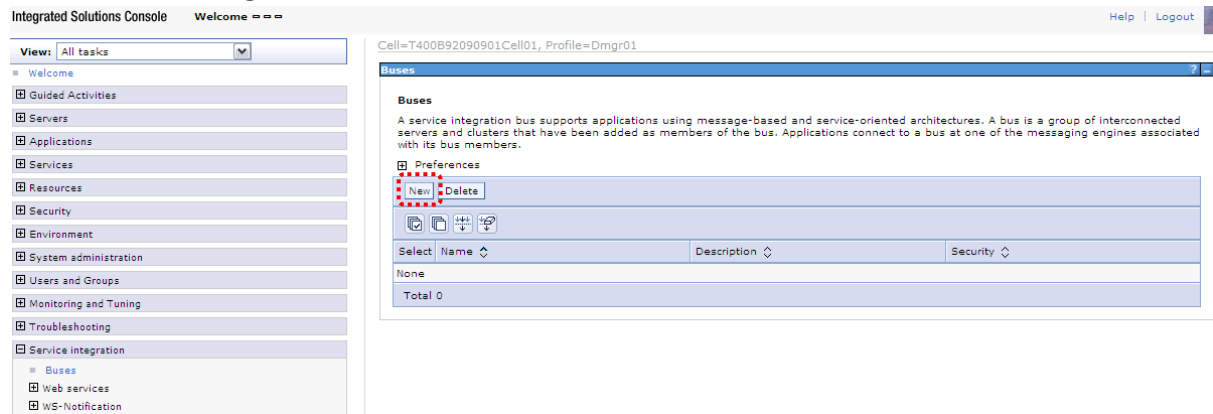 Integrated Solutions Console Welcome
Help | Logout
View: All tasks
Welcome
Guided Activities
Servers
Applications
Services
Resources
Security
Environment
System administration
Users and Groups
Monitoring and Tuning
Troubleshooting
Service integration
Buses
Web services
WS-Notification
Cell=T400B92090901Cell01, Profile=Dmgr01
Buses ? -
Buses
A service integration bus supports applications using message-based and service-oriented architectures. A bus is a group of interconnected
servers and clusters that have been added as members of the bus. Applications connect to a bus at one of the messaging engines associated
with its bus members.
Preferences
New Delete
Select Name Description Security
None
Total 0